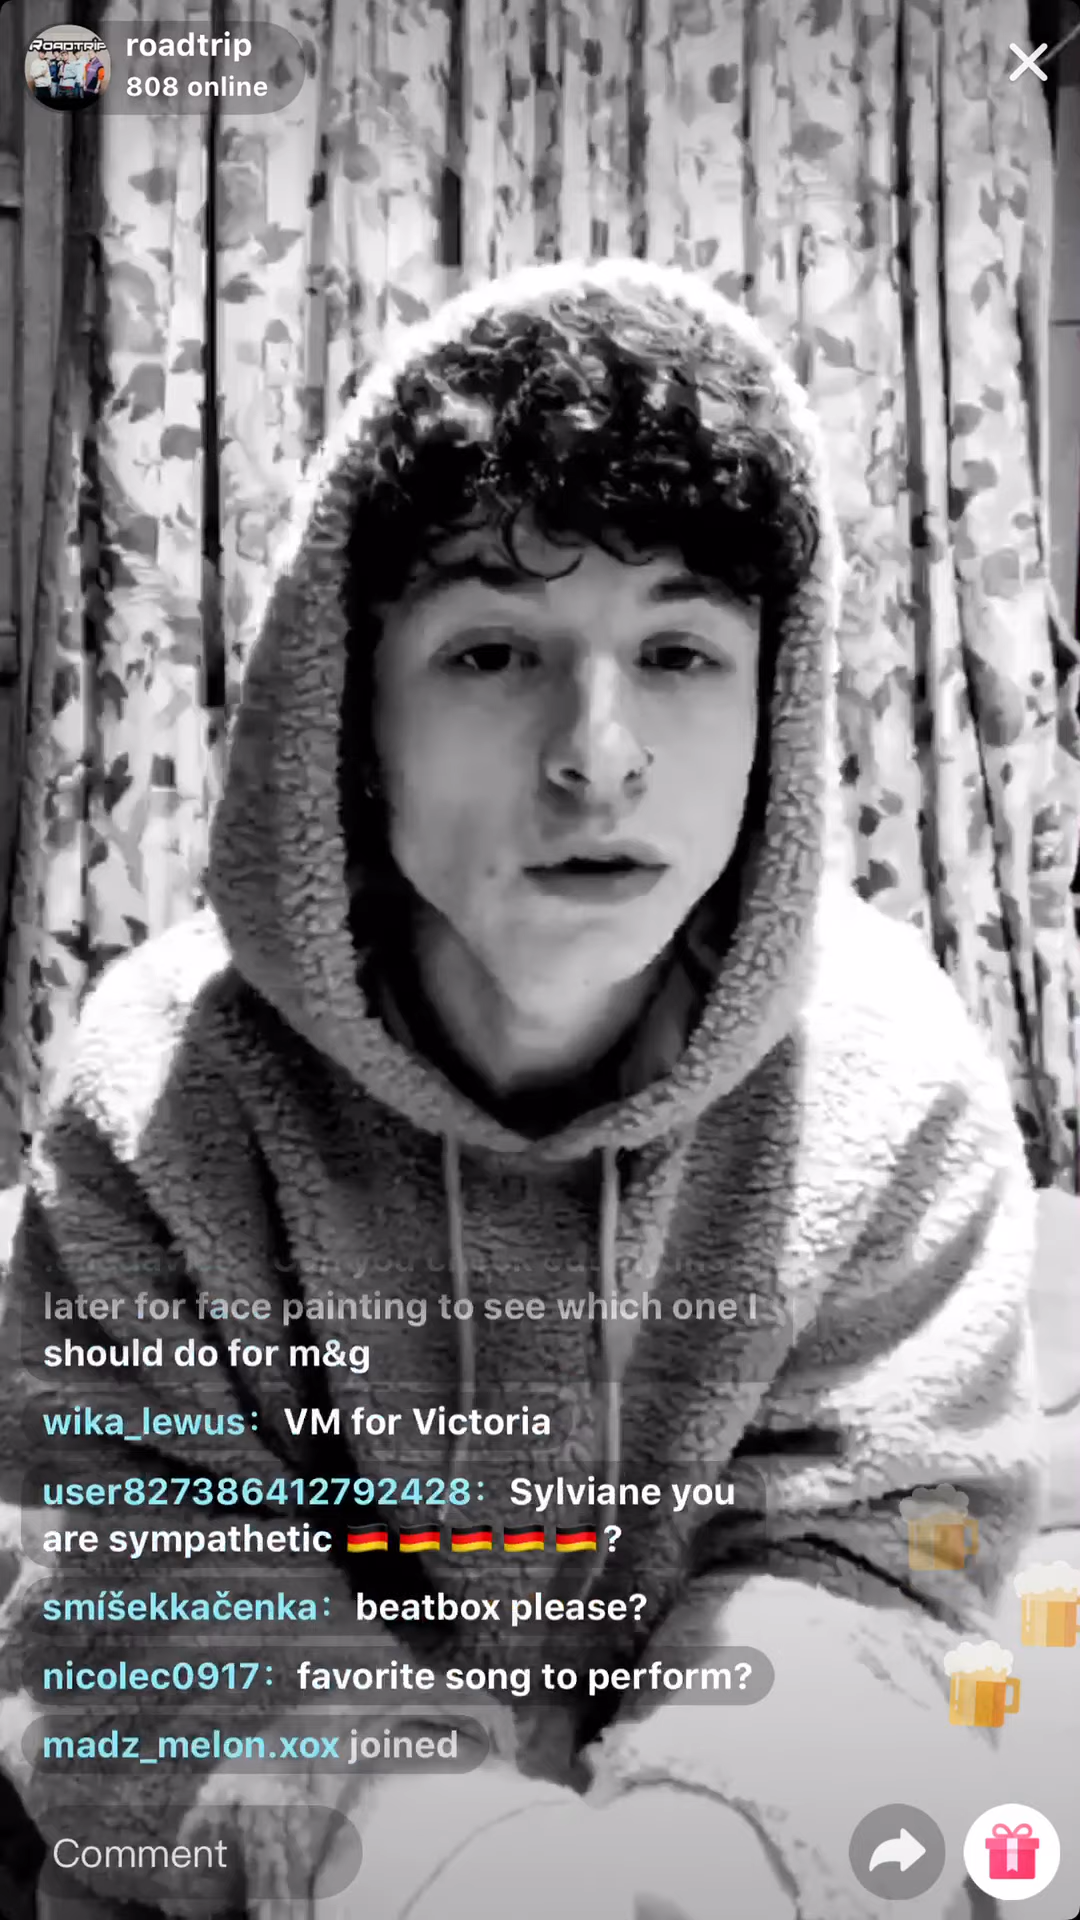 ROADTRIP
roadtrip
808 online
later for face painting to see which one I
should do for m&g
wika_lewus: VM for Victoria
user827386412792428: Sylviane you
are sympathetic 🇩🇪🇩🇪🇩🇪🇩🇪🇩🇪?
smíšekkačenka: beatbox please?
nicolec0917: favorite song to perform?
madz_melon.xox joined
Comment